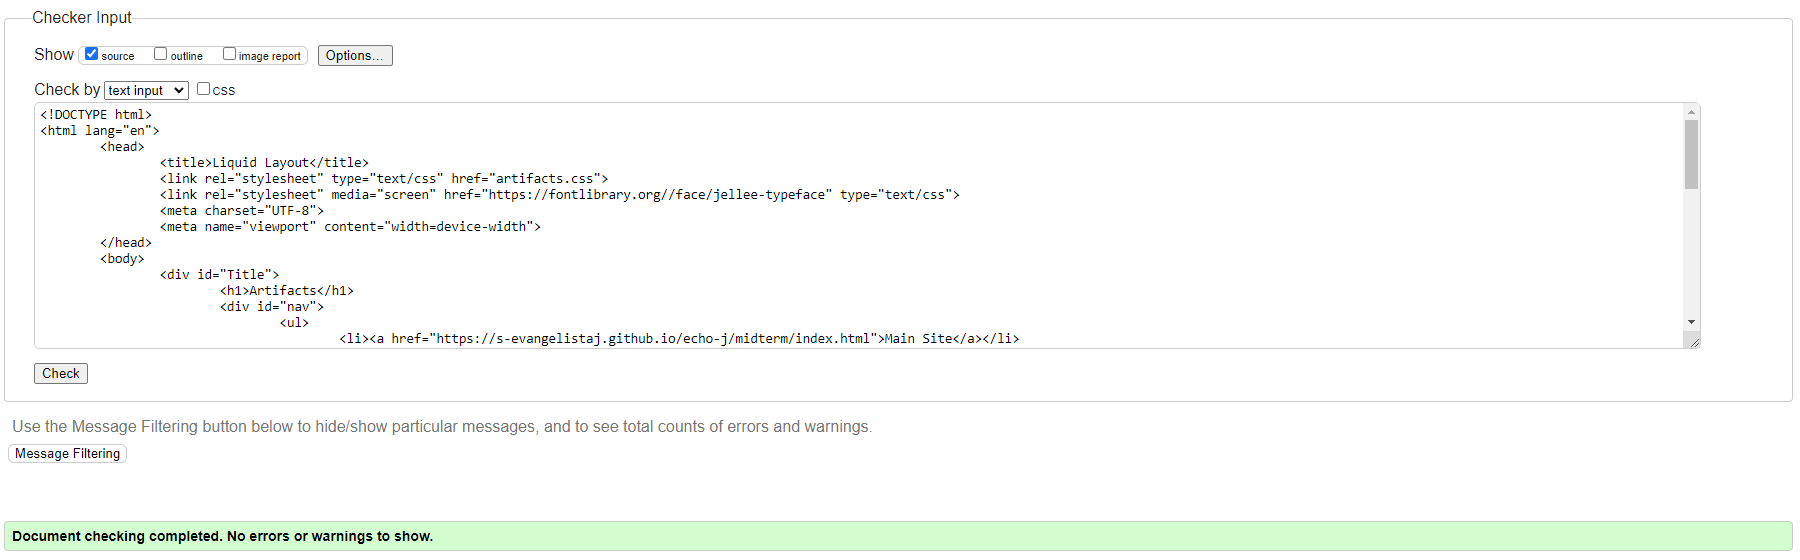 Checker Input
Show source outline image report Options...
Check by text input css
<!DOCTYPE html>
<html lang="en">
<head>
<title>Liquid Layout</title>
<link rel="stylesheet" type="text/css" href="artifacts.css">
<link rel="stylesheet" media="screen" href="https://fontlibrary.org//face/jellee-typeface" type="text/css">
<meta charset="UTF-8">
<meta name="viewport" content="width=device-width">
</head>
<body>
<div id="Title">
<h1>Artifacts</h1>
<div id="nav">
<ul>
<li><a href="https://s-evangelistaj.github.io/echo-j/midterm/index.html">Main Site</a></li>
Check
Use the Message Filtering button below to hide/show particular messages, and to see total counts of errors and warnings.
Message Filtering
Document checking completed. No errors or warnings to show.